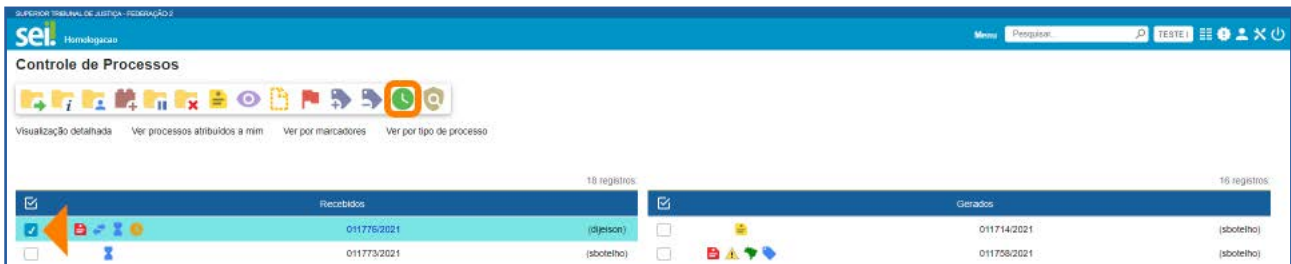 SUPERIOR TRIBUNAL DE JUSTIÇA - FEDERAÇÃO 2
sei! Homologacao Menu Pesquisar... TESTE I
Controle de Processos
Visualização detalhada Ver processos atribuídos a mim Ver por marcadores Ver por tipo de processo
18 registros: 16 registros:
Recebidos Gerados
011776/2021 (dijeison) 011714/2021 (sbotelho)
011773/2021 (sbotelho) 011758/2021 (sbotelho)